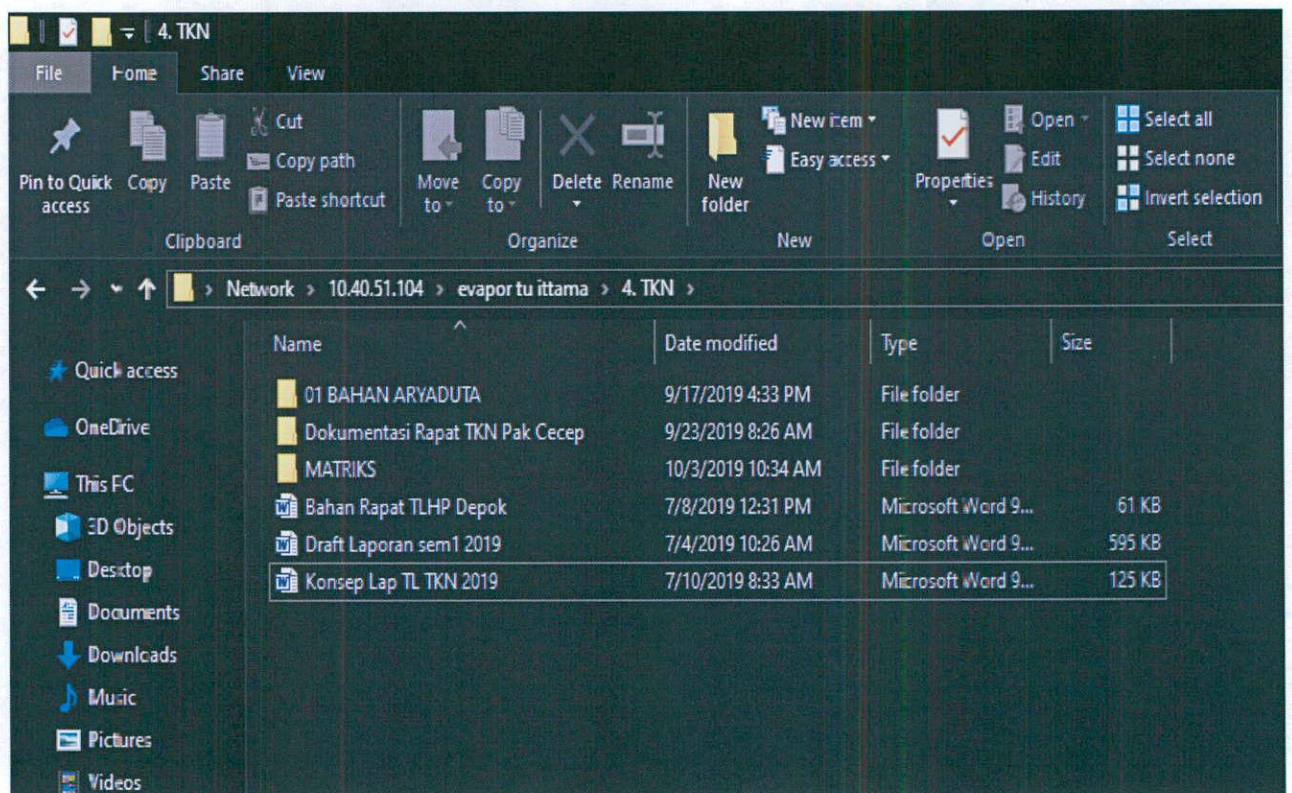 4. TKN
File Home Share View
Pin to Quick access
Copy
Paste
Cut
Copy path
Paste shortcut
Clipboard
Move to
Copy to
Delete
Rename
Organize
New folder
New item
Easy access
New
Properties
Open
Edit
History
Open
Select all
Select none
Invert selection
Select
Network > 10.40.51.104 > evapor tu ittama > 4. TKN >
Quick access
OneDrive
This PC
3D Objects
Desktop
Documents
Downloads
Music
Pictures
Videos
Name Date modified Type Size
01 BAHAN ARYADUTA 9/17/2019 4:33 PM File folder
Dokumentasi Rapat TKN Pak Cecep 9/23/2019 8:26 AM File folder
MATRIKS 10/3/2019 10:34 AM File folder
Bahan Rapat TLHP Depok 7/8/2019 12:31 PM Microsoft Word 9... 61 KB
Draft Laporan sem1 2019 7/4/2019 10:26 AM Microsoft Word 9... 595 KB
Konsep Lap TL TKN 2019 7/10/2019 8:33 AM Microsoft Word 9... 125 KB